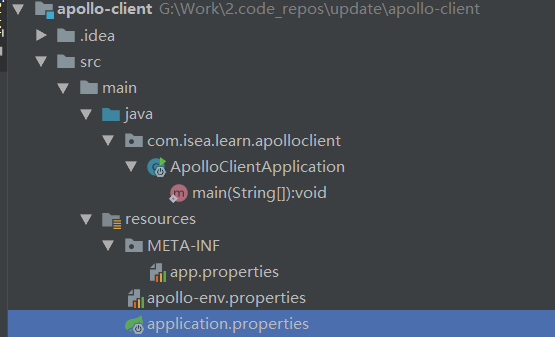 apollo-client G:\Work\2.code_repos\update\apollo-client
.idea
src
main
java
com.isea.learn.apolloclient
ApolloClientApplication
m main(String[]):void
resources
META-INF
app.properties
apollo-env.properties
application.properties